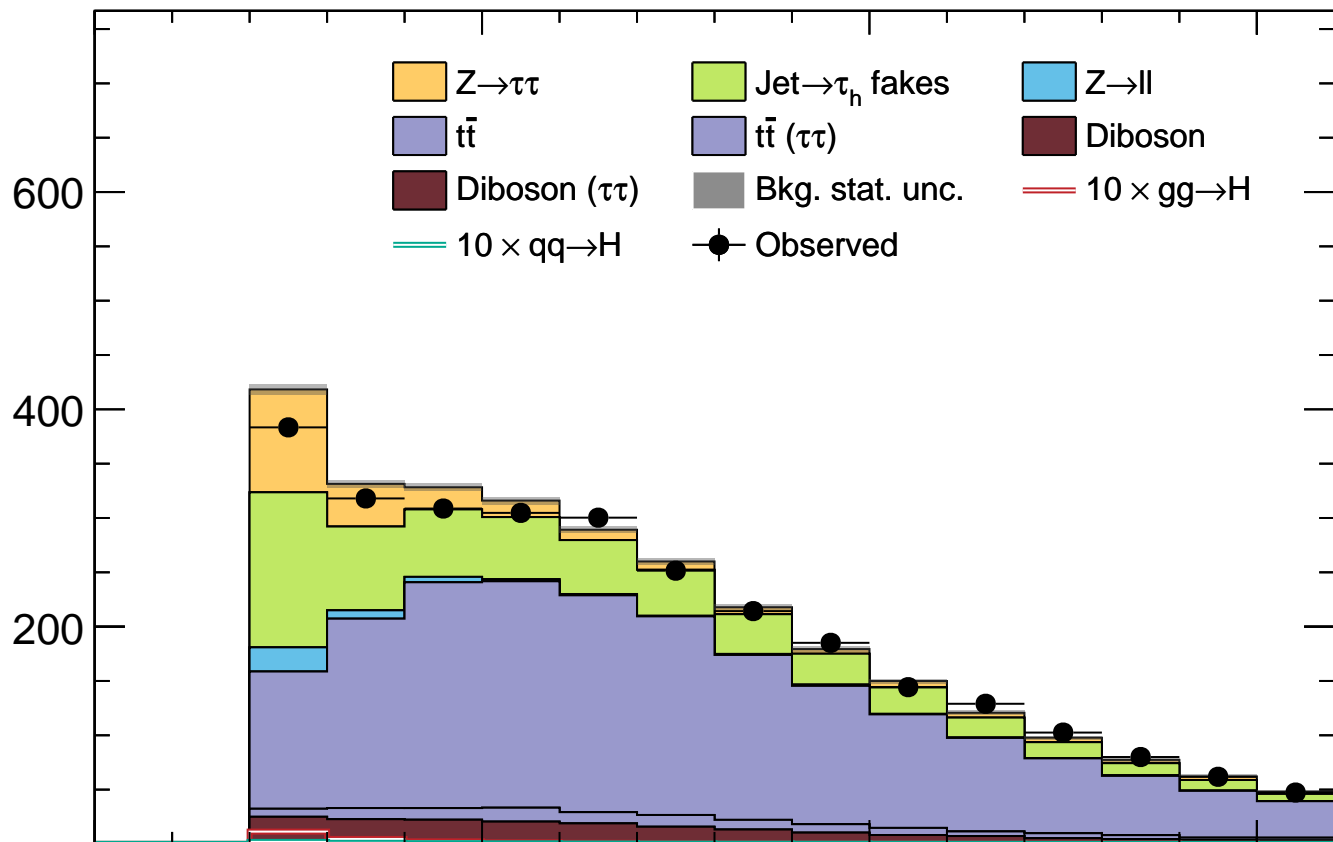 Z→ττ Jet→τₕ fakes Z→ll
tt̄ tt̄ (ττ) Diboson
600 Diboson (ττ) Bkg. stat. unc. 10 × gg→H
10 × qq→H Observed
400
200